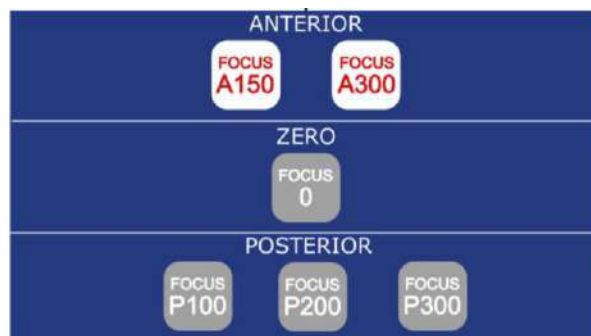 ANTERIOR
FOCUS FOCUS
A150 A300
ZERO
FOCUS
0
POSTERIOR
FOCUS FOCUS FOCUS
P100 P200 P300